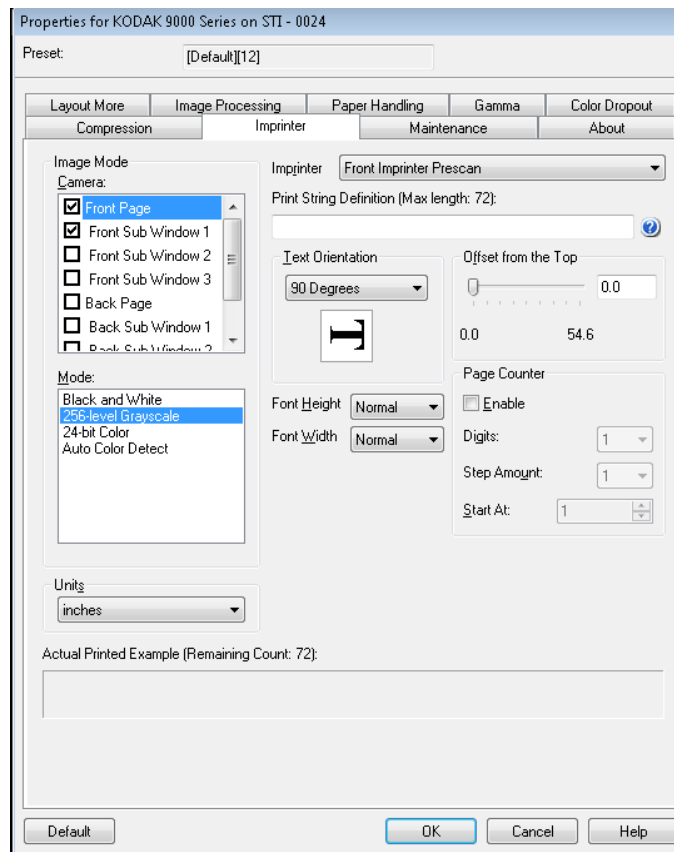 Properties for KODAK 9000 Series on STI - 0024
Preset: [Default][12]
Layout More Image Processing Paper Handling Gamma Color Dropout
Compression Imprinter Maintenance About
Image Mode
Camera:
Front Page
Front Sub Window 1
Front Sub Window 2
Front Sub Window 3
Back Page
Back Sub Window 1
Back Sub Window 2
Mode:
Black and White
256-level Grayscale
24-bit Color
Auto Color Detect
Units
inches
Imprinter Front Imprinter Prescan
Print String Definition (Max length: 72):
Text Orientation
90 Degrees
I
Font Height Normal
Font Width Normal
Offset from the Top
0.0
0.0 54.6
Page Counter
Enable
Digits: 1
Step Amount: 1
Start At: 1
Actual Printed Example (Remaining Count: 72):
Default OK Cancel Help